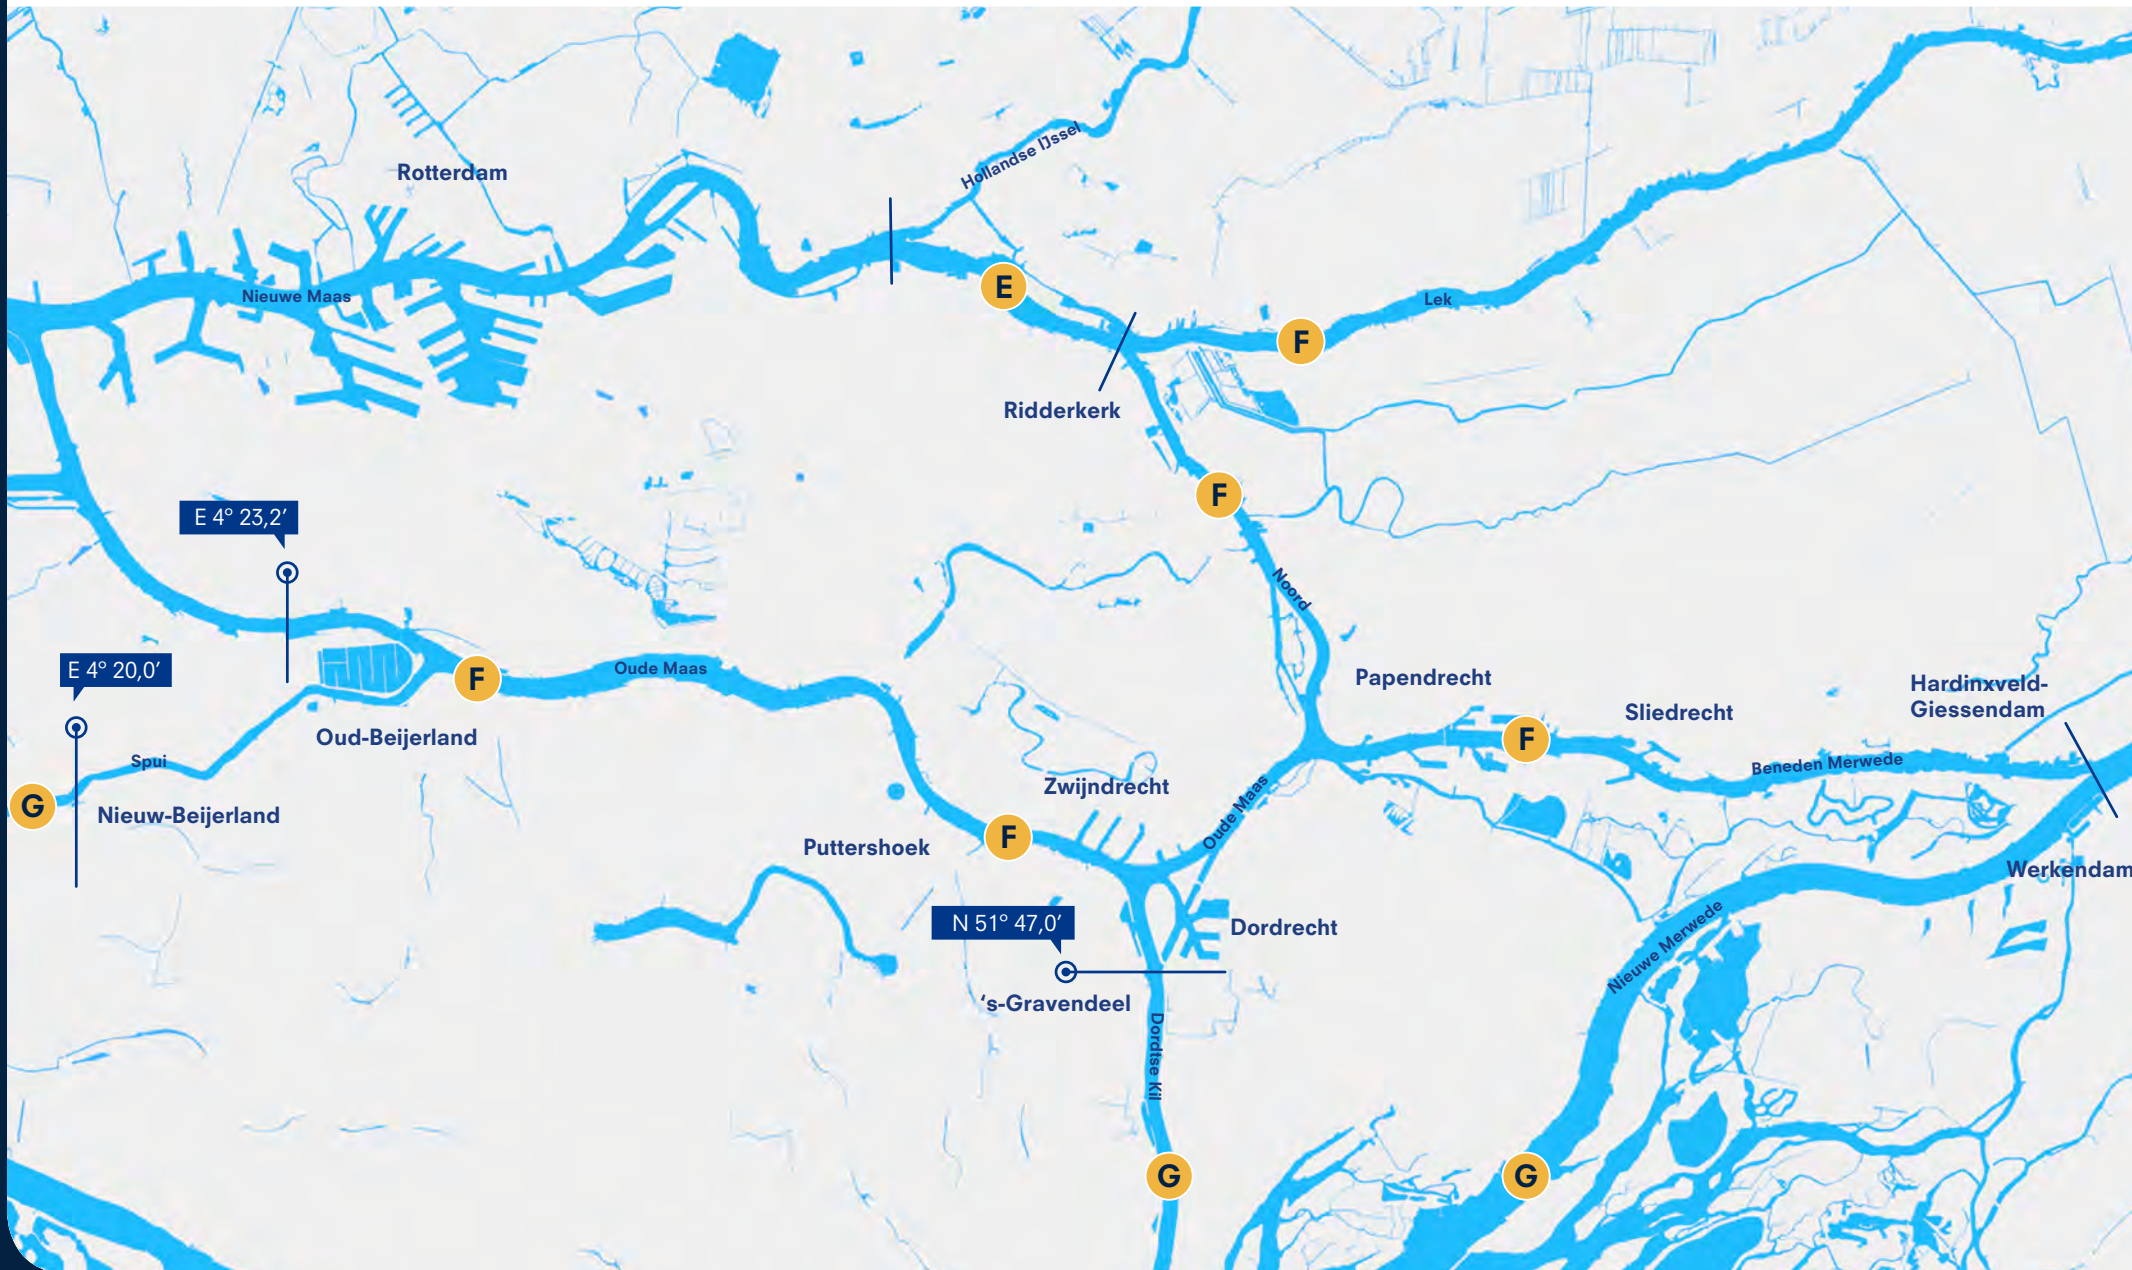 Hollandse IJssel
Rotterdam
E
Nieuwe Maas
Lek
F
Ridderkerk
F
E 4° 23,2’
Noord
E 4° 20,0’
F
Oude Maas
Papendrecht
Hardinxveld-
Giessendam
Sliedrecht
F
Oud-Beijerland
Spui
Beneden Merwede
Zwijndrecht
G
Nieuw-Beijerland
Oude Maas
F
Puttershoek
Werkendam
N 51° 47,0’
Dordrecht
Nieuwe Merwede
‘s-Gravendeel
Dordtse Kil
G
G